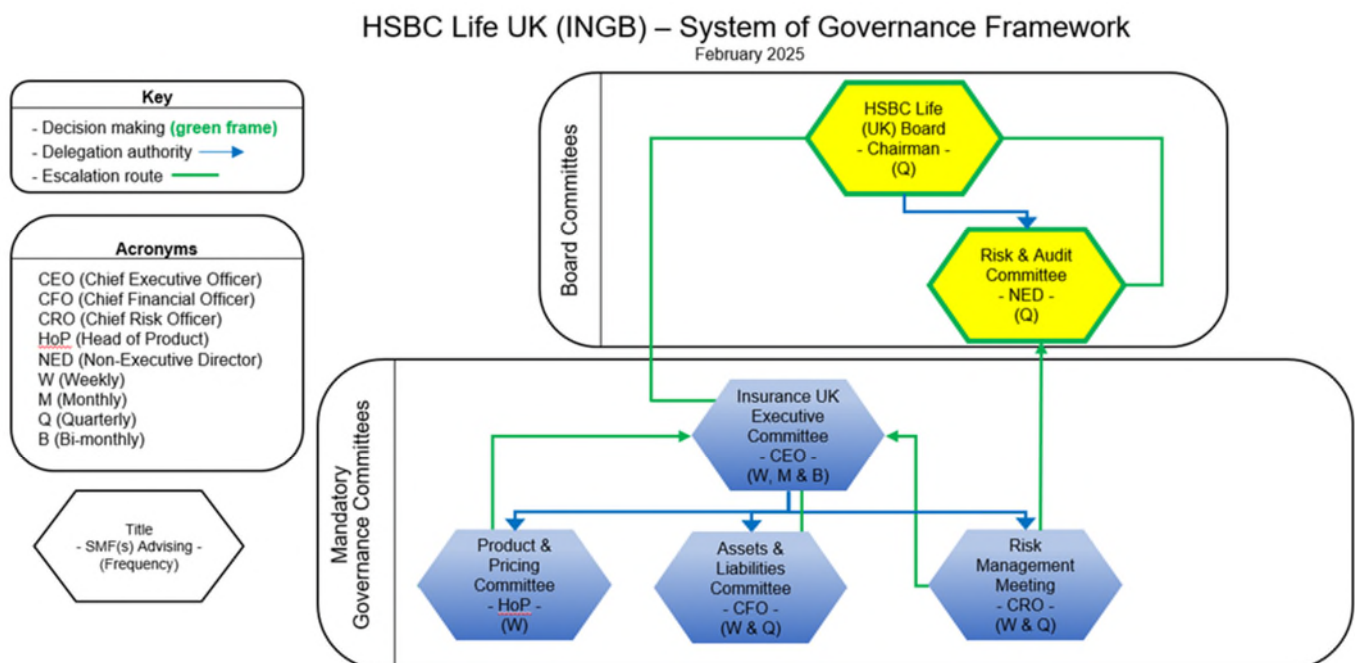 HSBC Life UK (INGB) – System of Governance Framework
February 2025
Key
- Decision making (green frame)
- Delegation authority
- Escalation route
Acronyms
CEO (Chief Executive Officer)
CFO (Chief Financial Officer)
CRO (Chief Risk Officer)
HoP (Head of Product)
NED (Non-Executive Director)
W (Weekly)
M (Monthly)
Q (Quarterly)
B (Bi-monthly)
Title
- SMF(s) Advising -
(Frequency)
Board Committees
HSBC Life
(UK) Board
- Chairman -
(Q)
Risk & Audit
Committee
- NED -
(Q)
Mandatory
Governance Committees
Insurance UK
Executive
Committee
- CEO -
(W, M & B)
Product &
Pricing
Committee
- HoP -
(W)
Assets &
Liabilities
Committee
- CFO -
(W & Q)
Risk
Management
Meeting
- CRO -
(W & Q)